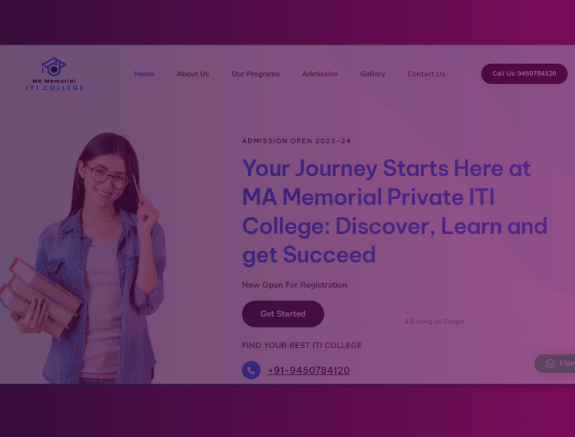 MA Memorial
ITI COLLEGE
Home About Us Our Programs Admission Gallery Contact Us
Call Us: 9450784120
ADMISSION OPEN 2023-24
Your Journey Starts Here at
MA Memorial Private ITI
College: Discover, Learn and
get Succeed
Now Open For Registration
Get Started
4.8 rating on Google
FIND YOUR BEST ITI COLLEGE
+91-9450784120
How